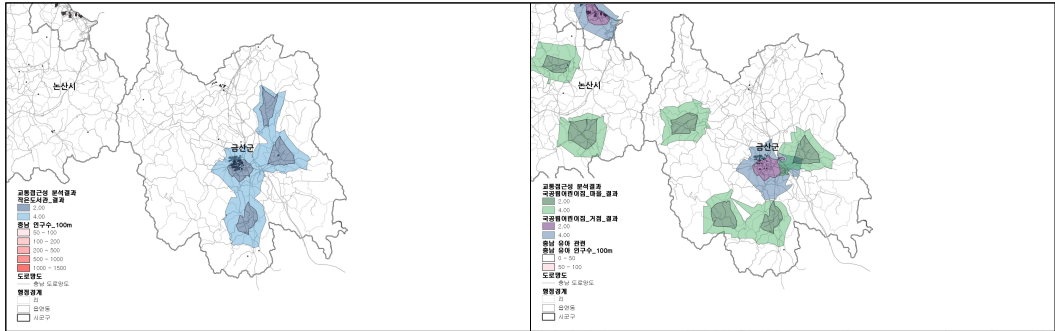 논산시
금산군
교통접근성 분석결과
작은도서관_결과
2.00
4.00
충남 인구수_100m
50 - 100
100 - 200
200 - 500
500 - 1000
1000 - 1500
도로망도
충남 도로망도
행정경계
리
읍면동
시군구
논산시
금산군
교통접근성 분석결과
국공립어린이집_마을_결과
2.00
4.00
국공립어린이집_거점_결과
2.00
4.00
충남 유아 관련
충남 유아 인구수_100m
0 - 50
50 - 100
도로망도
충남 도로망도
행정경계
리
읍면동
시군구